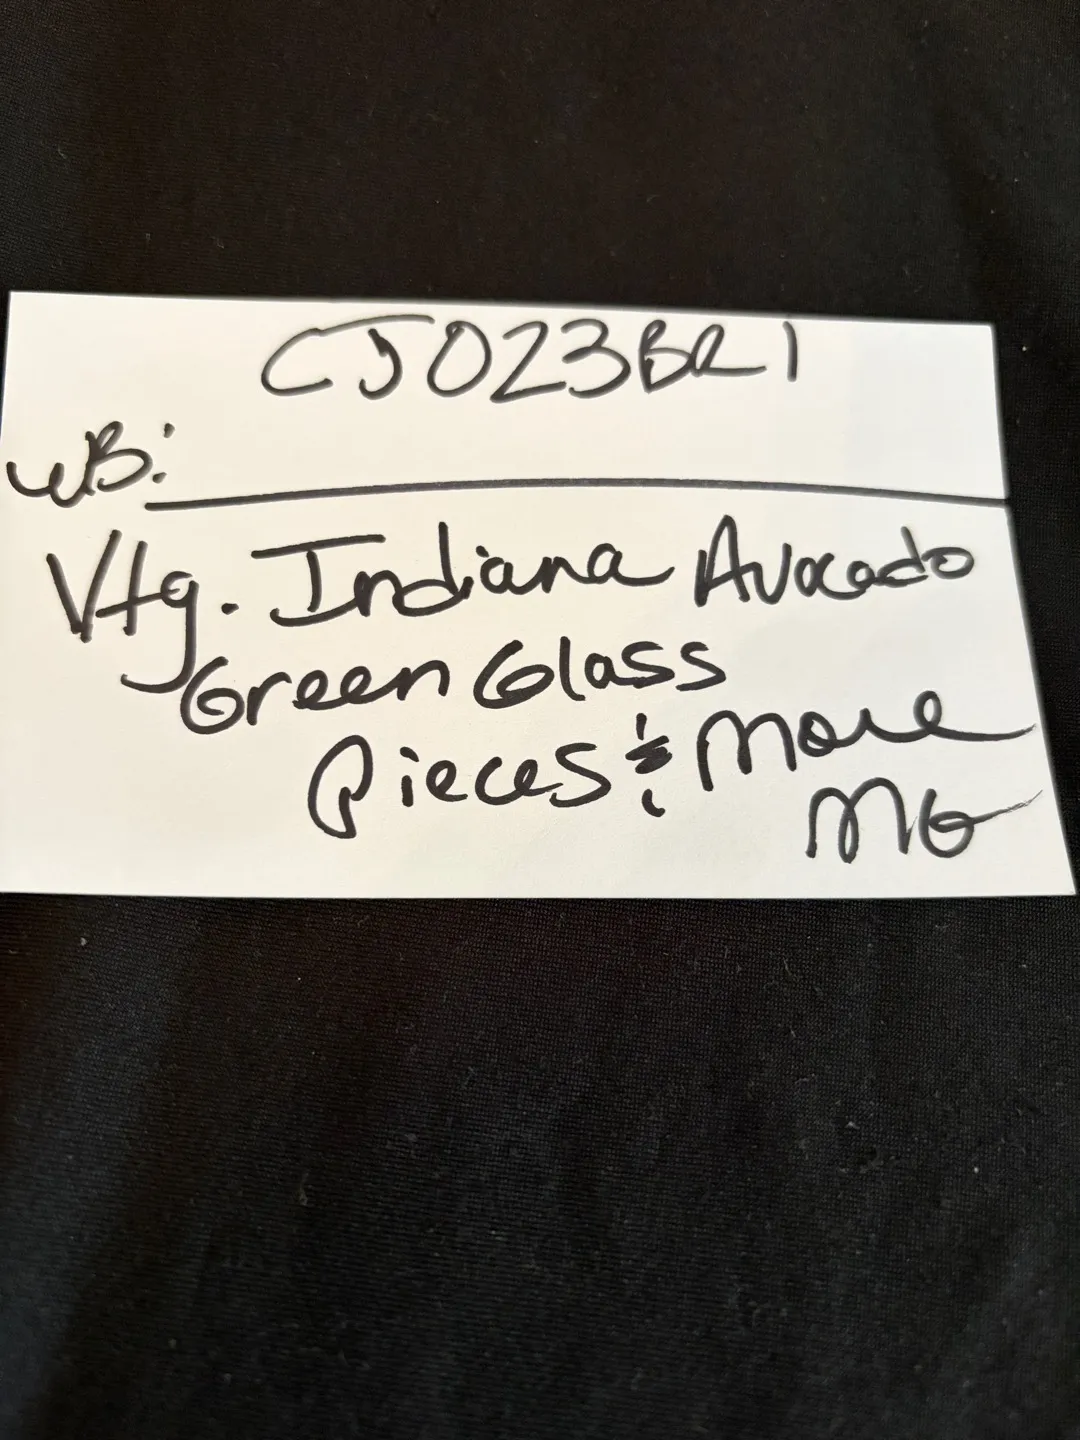 CJ023BR1
WB:
Vtg. Indiana Avocado
Green Glass
Pieces & More
MG